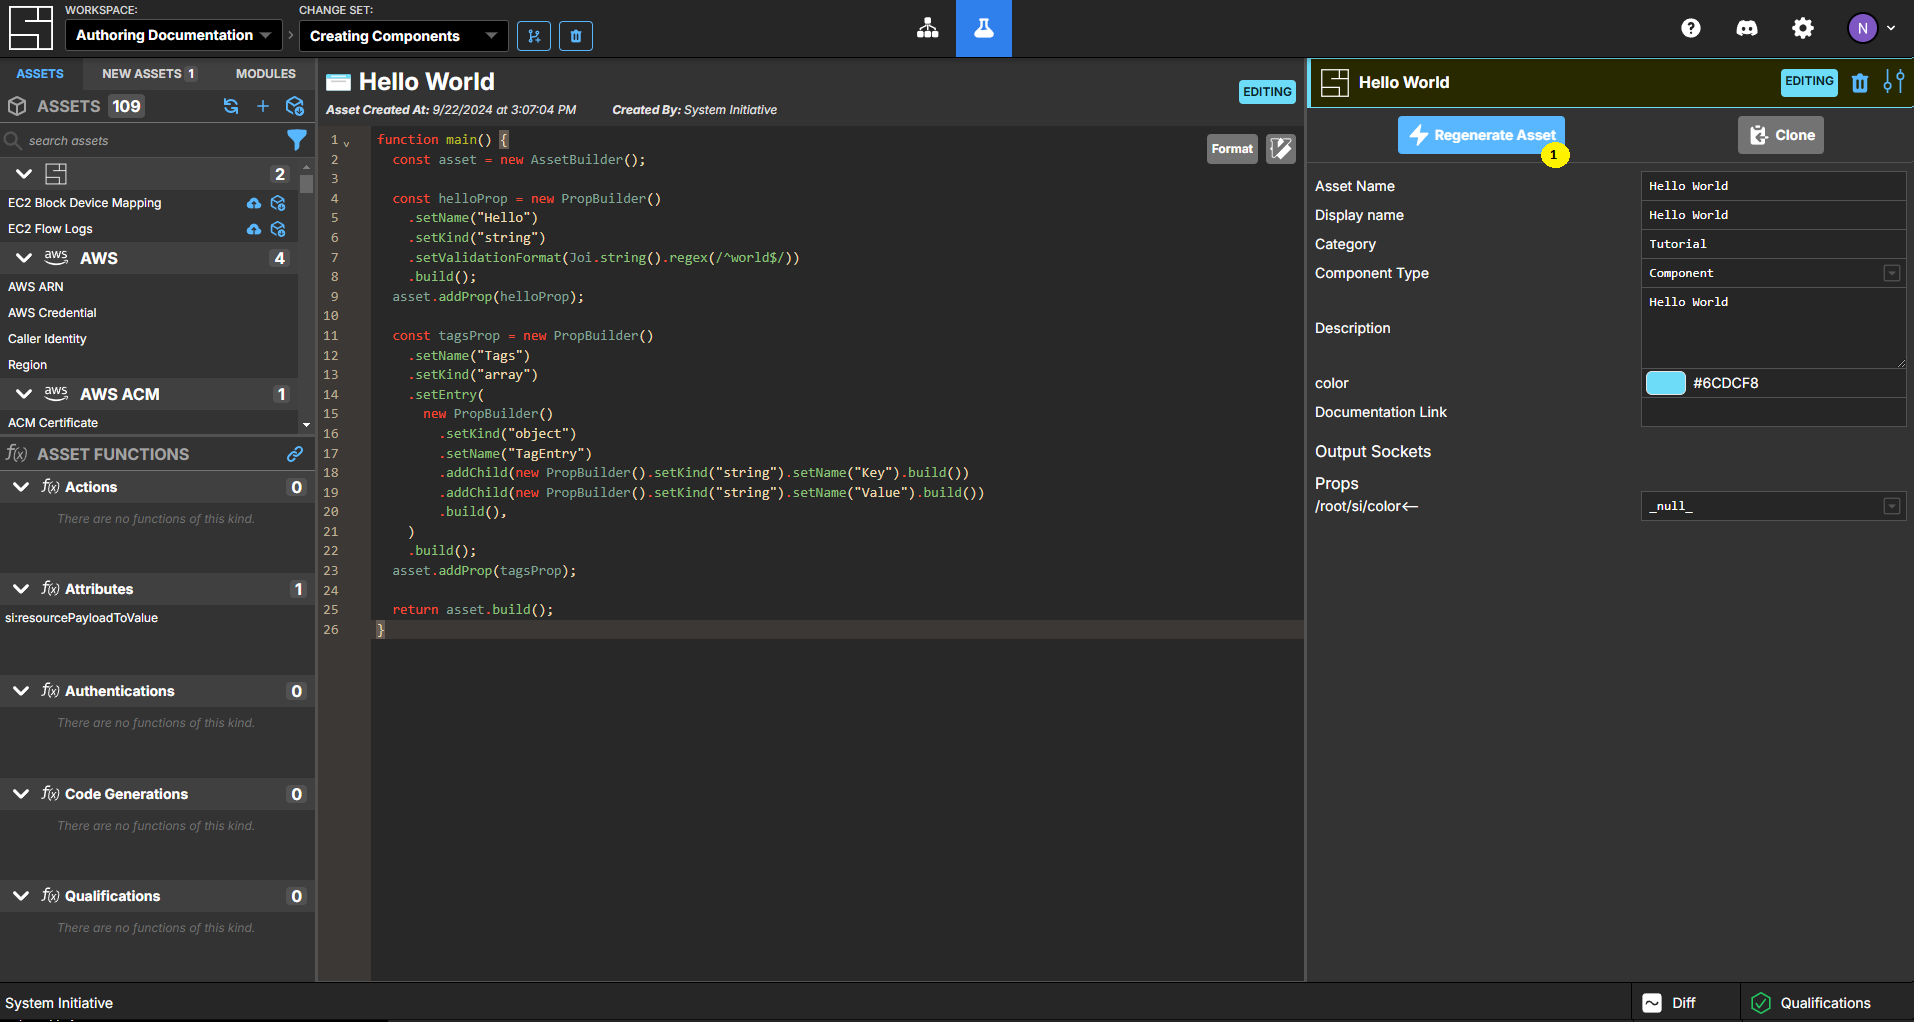 WORKSPACE:
Authoring Documentation
CHANGE SET:
Creating Components
N
ASSETS
NEW ASSETS 1
MODULES
ASSETS 109
search assets
2
EC2 Block Device Mapping
EC2 Flow Logs
aws AWS 4
AWS ARN
AWS Credential
Caller Identity
Region
aws AWS ACM 1
ACM Certificate
f(x) ASSET FUNCTIONS
f(x) Actions 0
There are no functions of this kind.
f(x) Attributes 1
si:resourcePayloadToValue
f(x) Authentications 0
There are no functions of this kind.
f(x) Code Generations 0
There are no functions of this kind.
f(x) Qualifications 0
There are no functions of this kind.
Hello World
EDITING
Asset Created At: 9/22/2024 at 3:07:04 PM Created By: System Initiative
Format
1 function main() {
2 const asset = new AssetBuilder();
3
4 const helloProp = new PropBuilder()
5 .setName("Hello")
6 .setKind("string")
7 .setValidationFormat(Joi.string().regex(/^world$/))
8 .build();
9 asset.addProp(helloProp);
10
11 const tagsProp = new PropBuilder()
12 .setName("Tags")
13 .setKind("array")
14 .setEntry(
15 new PropBuilder()
16 .setKind("object")
17 .setName("TagEntry")
18 .addChild(new PropBuilder().setKind("string").setName("Key").build())
19 .addChild(new PropBuilder().setKind("string").setName("Value").build())
20 .build(),
21 )
22 .build();
23 asset.addProp(tagsProp);
24
25 return asset.build();
26 }
Hello World
EDITING
Regenerate Asset
1
Clone
Asset Name Hello World
Display name Hello World
Category Tutorial
Component Type Component
Description Hello World
color #6CDCF8
Documentation Link
Output Sockets
Props
/root/si/color← _null_
System Initiative
Diff
Qualifications